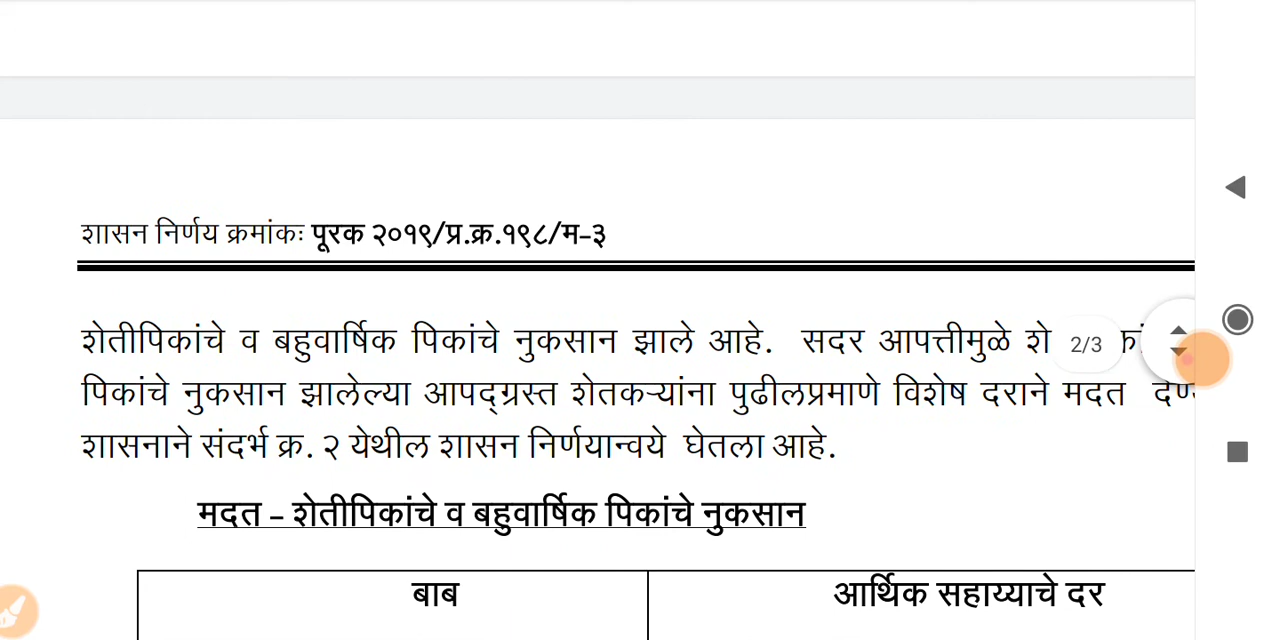 शासन निर्णय क्रमांकः पूरक २०१९/प्र.क्र.१९८/म-३
शेतीपिकांचे व बहुवार्षिक पिकांचे नुकसान झाले आहे. सदर आपत्तीमुळे
2/3
पिकांचे नुकसान झालेल्या आपद्ग्रस्त शेतकऱ्यांना पुढीलप्रमाणे विशेष दराने मदत
शासनाने संदर्भ क्र. २ येथील शासन निर्णयान्वये घेतला आहे.
मदत – शेतीपिकांचे व बहुवार्षिक पिकांचे नुकसान
बाब
आर्थिक सहाय्याचे दर